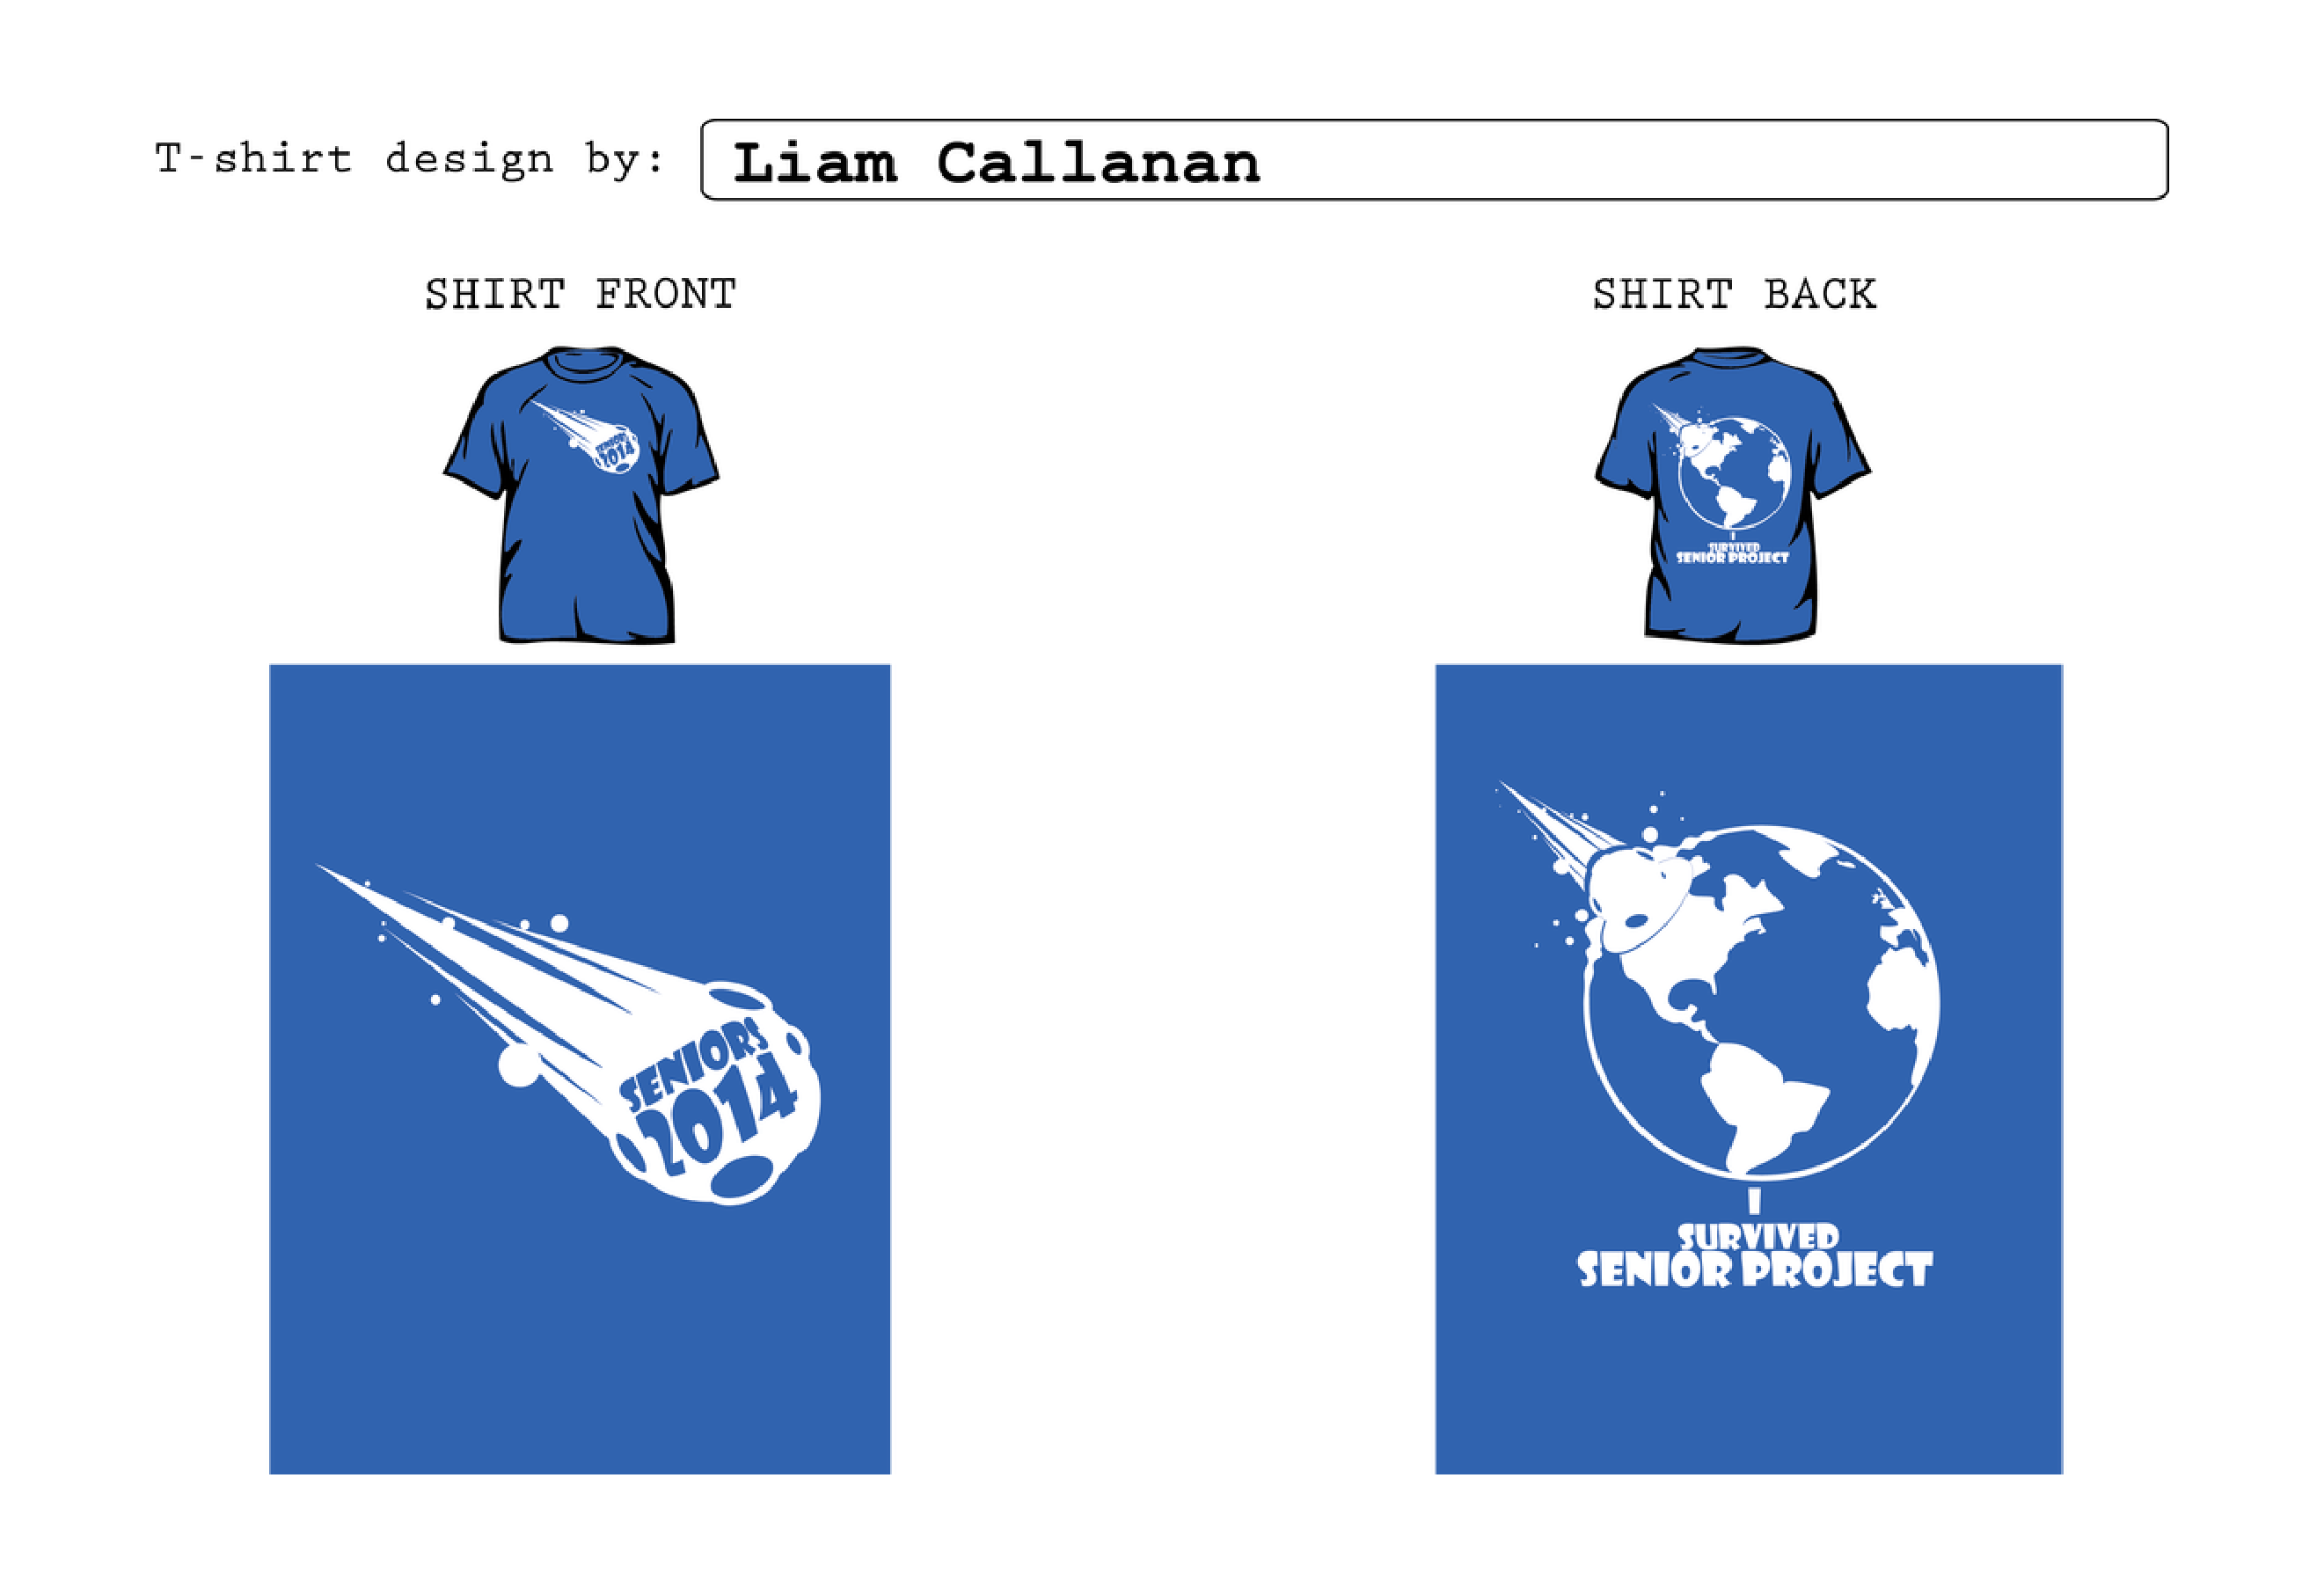 T-shirt design by: Liam Callanan
SHIRT FRONT
SHIRT BACK
SENIORS
2014
I
SURVIVED
SENIOR PROJECT
SENIORS
2014
I
SURVIVED
SENIOR PROJECT